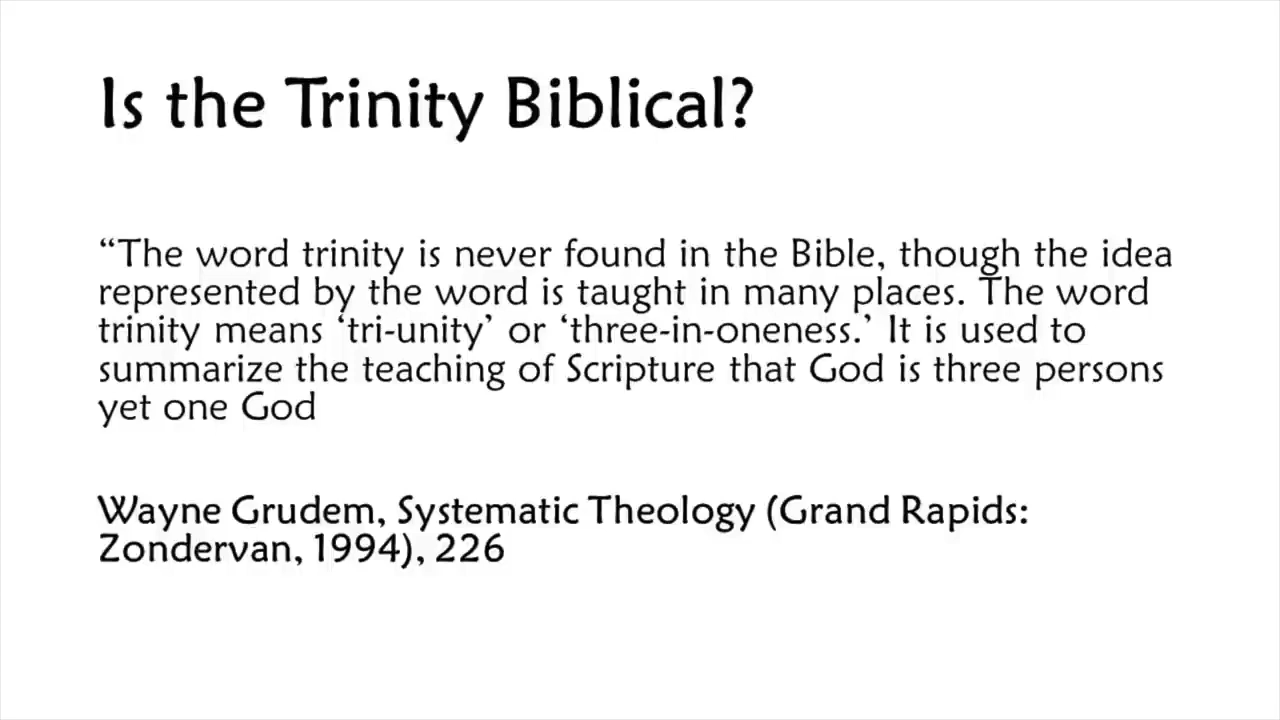 Is the Trinity Biblical?
“The word trinity is never found in the Bible, though the idea
represented by the word is taught in many places. The word
trinity means ‘tri-unity’ or ‘three-in-oneness.’ It is used to
summarize the teaching of Scripture that God is three persons
yet one God
Wayne Grudem, Systematic Theology (Grand Rapids:
Zondervan, 1994), 226